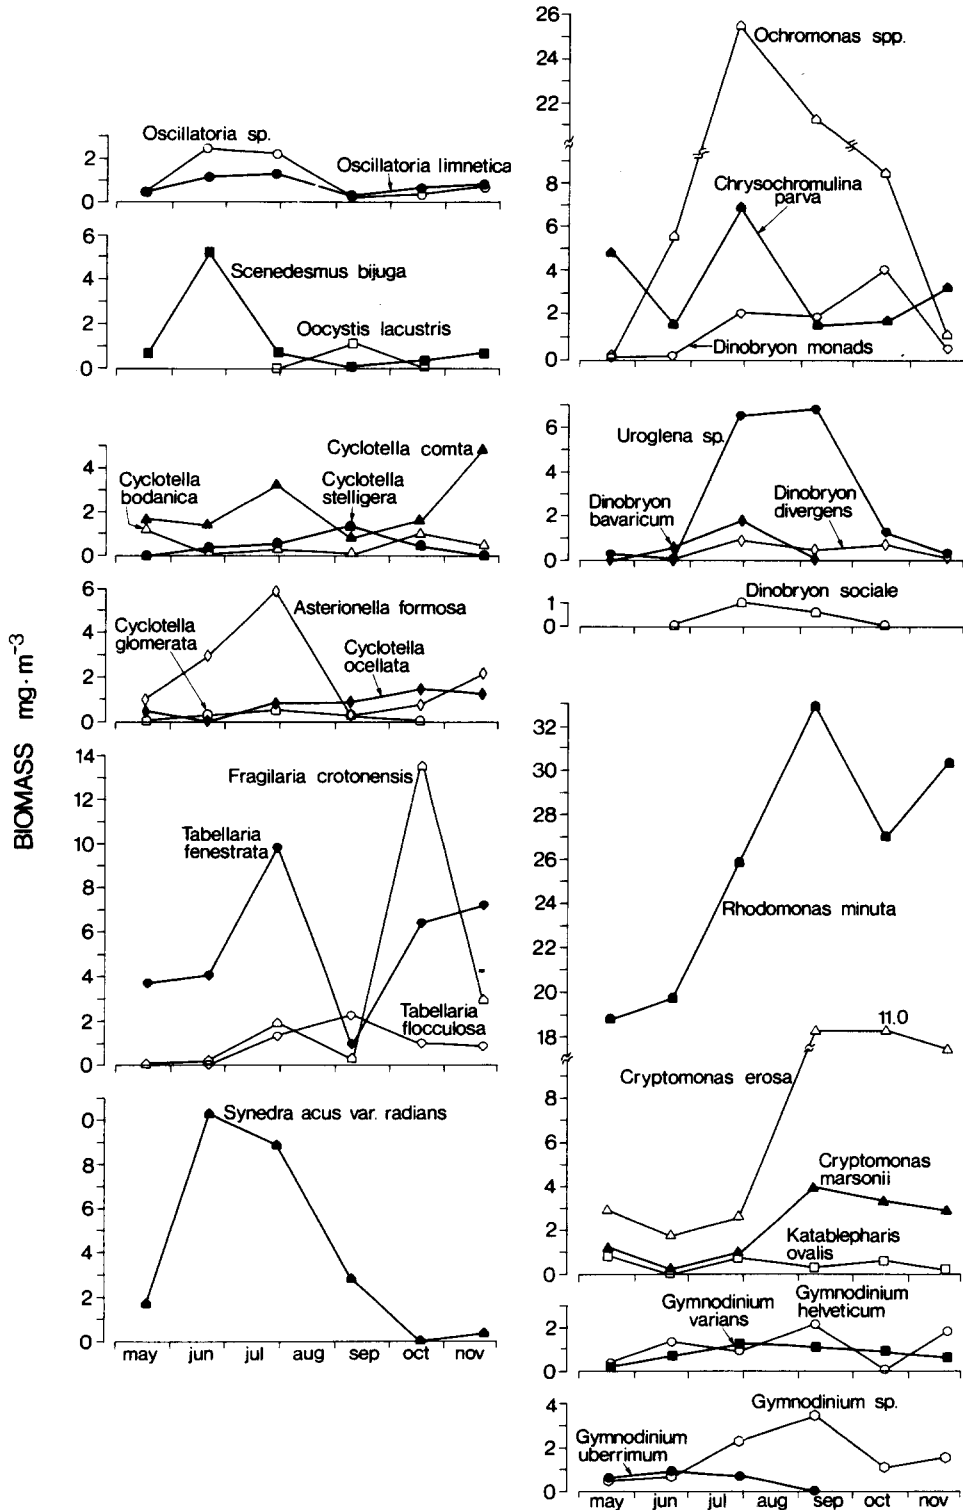 BIOMASS mg·m-3
Oscillatoria sp.
Oscillatoria limnetica
2
0
6
Scenedesmus bijuga
4
2
Oocystis lacustris
0
Cyclotella comta
4
Cyclotella bodanica
Cyclotella stelligera
2
0
6
Asterionella formosa
4
Cyclotella glomerata
Cyclotella ocellata
2
0
14
Fragilaria crotonensis
12
10
Tabellaria fenestrata
8
6
4
Tabellaria flocculosa
2
0
0
Synedra acus var. radians
8
6
4
2
0
may jun jul aug sep oct nov
26
Ochromonas spp.
24
22
8
Chrysochromulina parva
6
4
2
Dinobryon monads
0
6
Uroglena sp.
4
Dinobryon bavaricum
Dinobryon divergens
2
0
Dinobryon sociale
1
0
32
30
28
26
24
Rhodomonas minuta
22
20
18
11.0
Cryptomonas erosa
8
6
Cryptomonas marsonii
4
2
Katablepharis ovalis
0
Gymnodinium varians
Gymnodinium helveticum
2
0
4
Gymnodinium sp.
Gymnodinium uberrimum
2
0
may jun jul aug sep oct nov